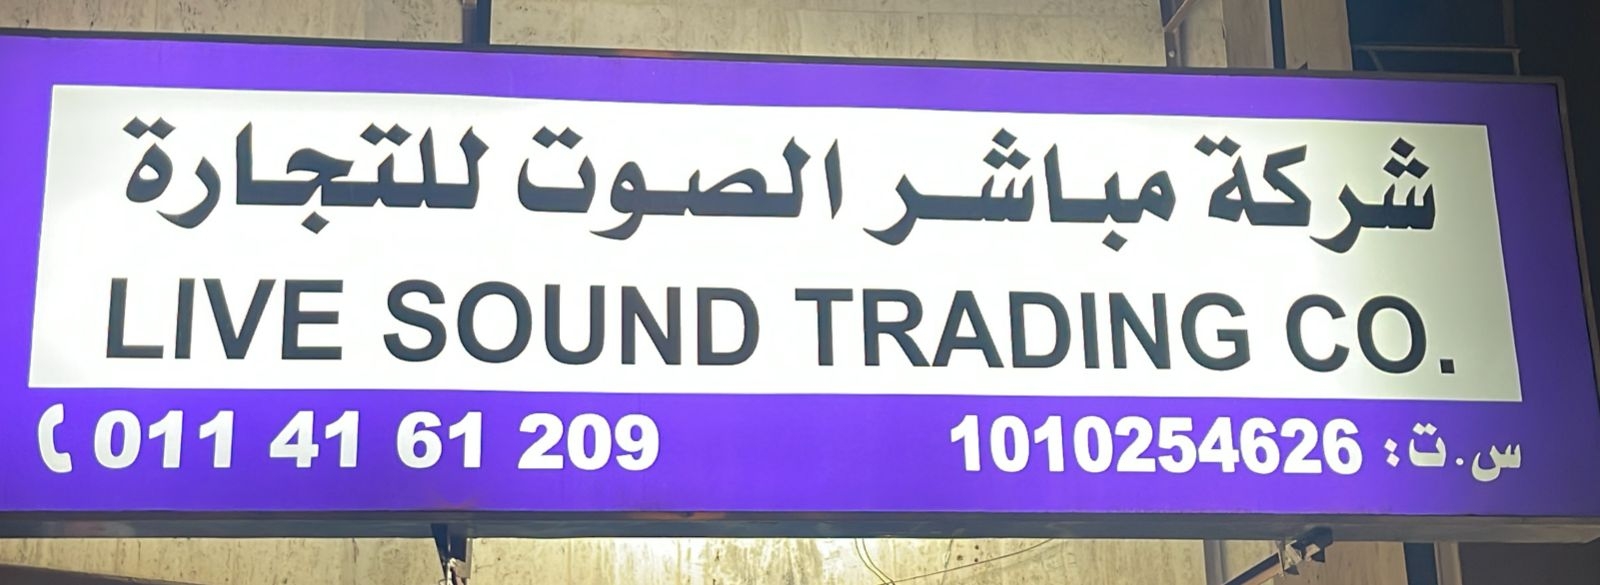 شركة مباشر الصوت للتجارة
LIVE SOUND TRADING CO.
011 41 61 209
س.ت: 1010254626